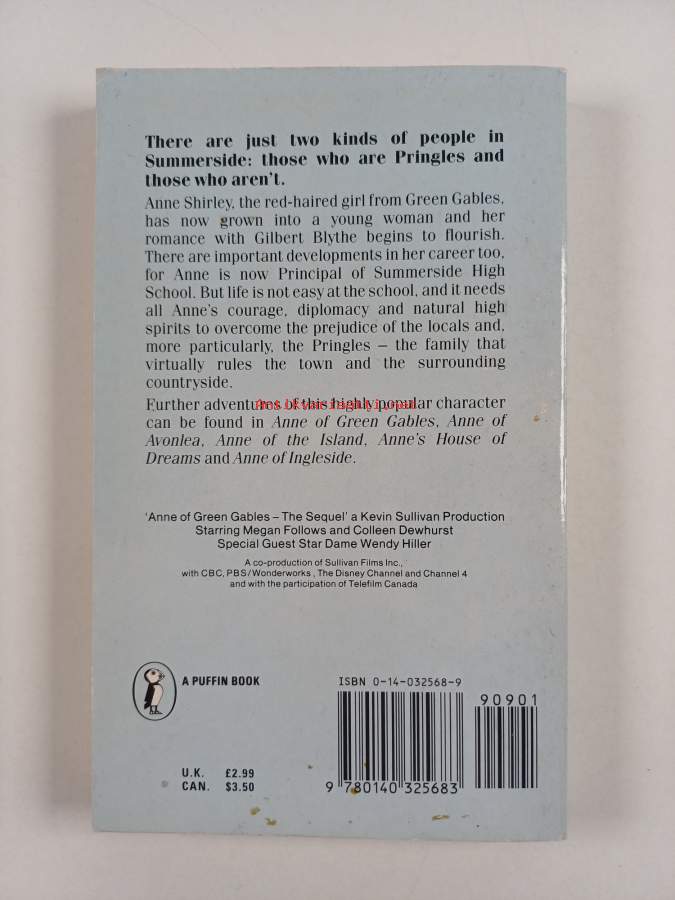 There are just two kinds of people in
Summerside: those who are Pringles and
those who aren't.
Anne Shirley, the red-haired girl from Green Gables,
has now grown into a young woman and her
romance with Gilbert Blythe begins to flourish.
There are important developments in her career too,
for Anne is now Principal of Summerside High
School. But life is not easy at the school, and it needs
all Anne's courage, diplomacy and natural high
spirits to overcome the prejudice of the locals and,
more particularly, the Pringles – the family that
virtually rules the town and the surrounding
countryside.
Further adventures of this highly popular character
can be found in Anne of Green Gables, Anne of
Avonlea, Anne of the Island, Anne's House of
Dreams and Anne of Ingleside.
'Anne of Green Gables – The Sequel' a Kevin Sullivan Production
Starring Megan Follows and Colleen Dewhurst
Special Guest Star Dame Wendy Hiller
A co-production of Sullivan Films Inc.,
with CBC, PBS/Wonderworks, The Disney Channel and Channel 4
and with the participation of Telefilm Canada
A PUFFIN BOOK
ISBN 0-14-032568-9
90901
U.K. £2.99
CAN. $3.50
9 780140 325683